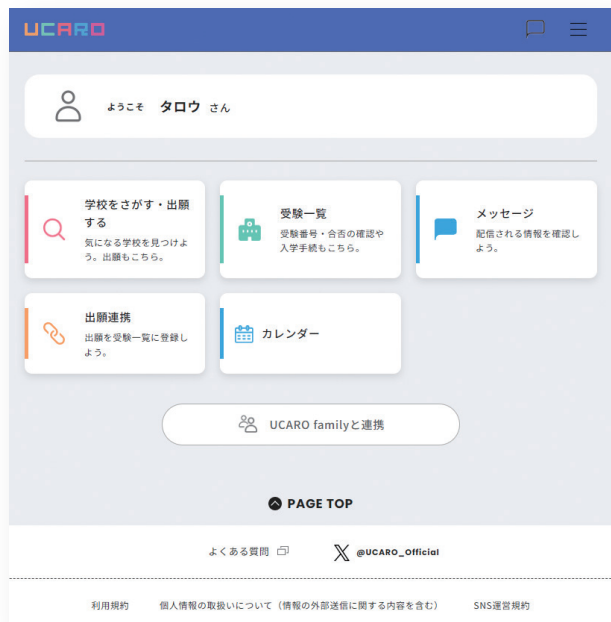 UCARO
ようこそ タロウ さん
学校をさがす・出願
する
気になる学校を見つけよ
う。出願もこちら。
受験一覧
受験番号・合否の確認や
入学手続もこちら。
メッセージ
配信される情報を確認し
よう。
出願連携
出願を受験一覧に登録し
よう。
カレンダー
UCARO familyと連携
PAGE TOP
よくある質問 @UCARO_Official
利用規約 個人情報の取扱いについて（情報の外部送信に関する内容を含む） SNS運営規約